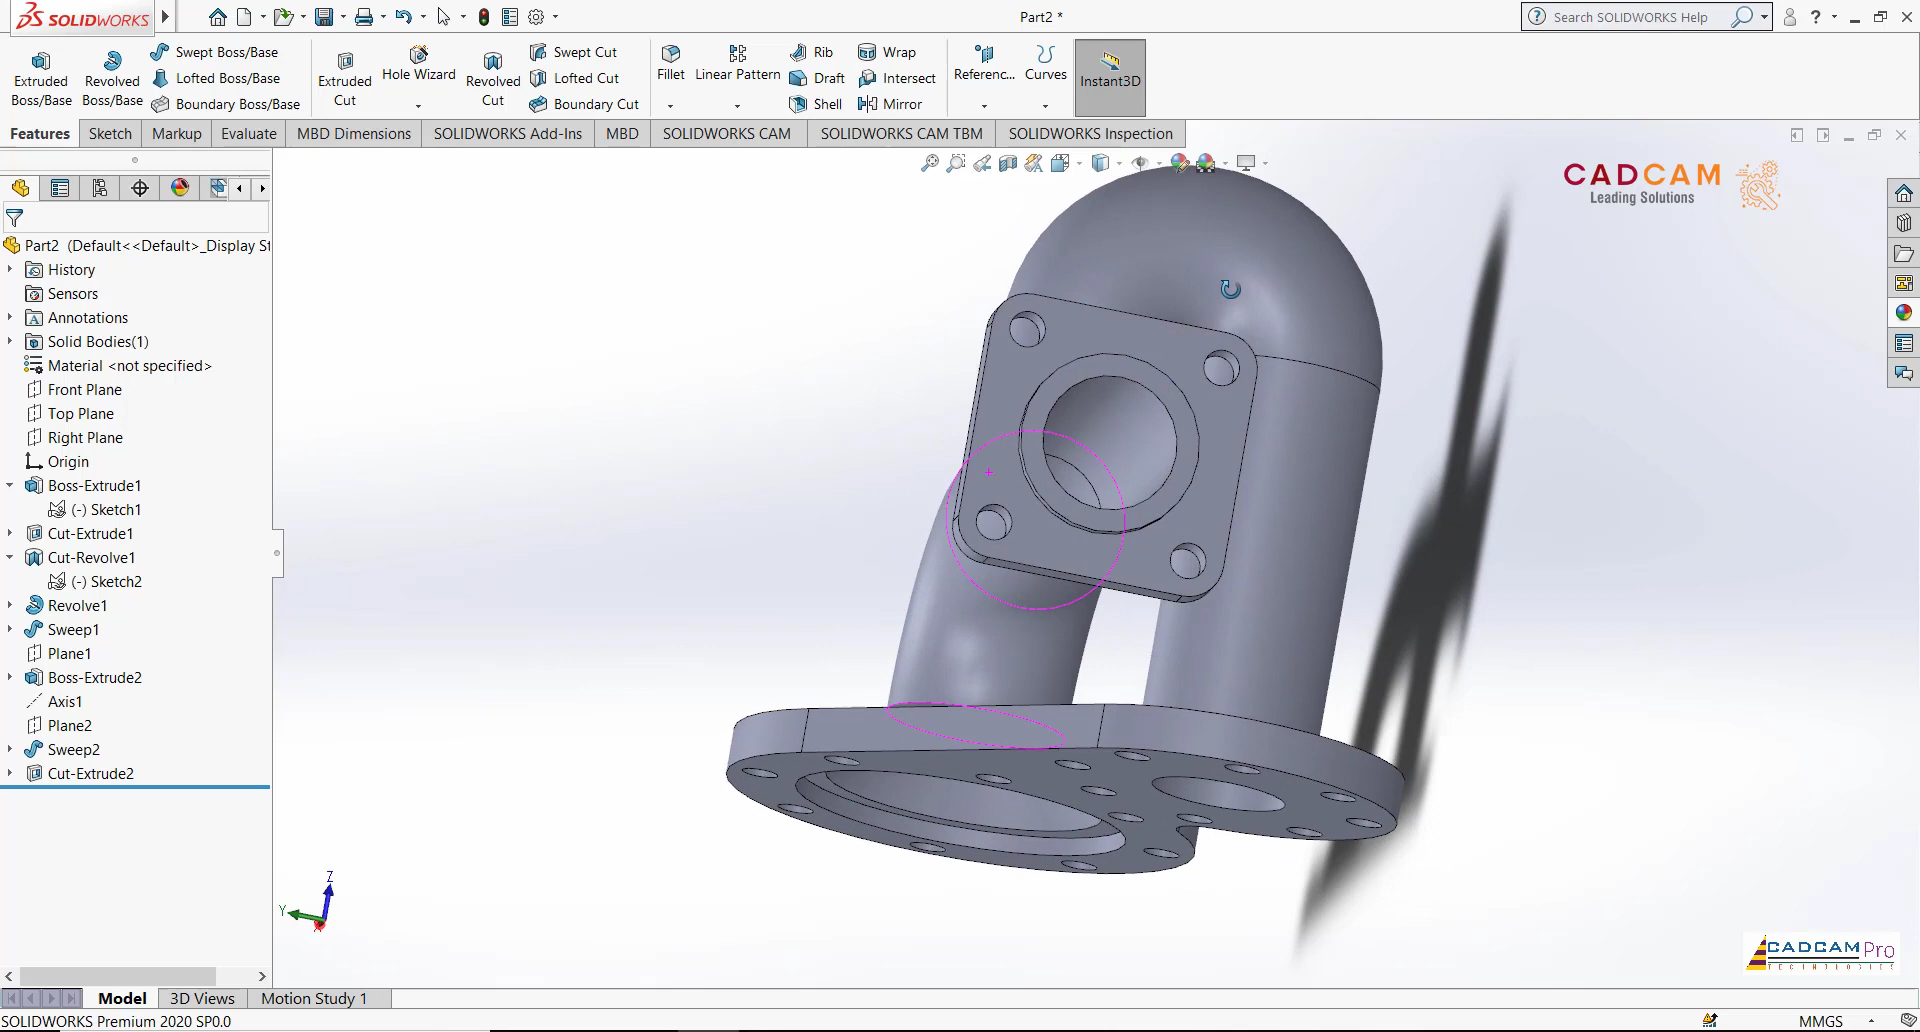 SOLIDWORKS
Part2 *
Search SOLIDWORKS Help
Extruded Boss/Base
Revolved Boss/Base
Swept Boss/Base
Lofted Boss/Base
Boundary Boss/Base
Extruded Cut
Hole Wizard
Revolved Cut
Swept Cut
Lofted Cut
Boundary Cut
Fillet
Linear Pattern
Rib
Draft
Shell
Wrap
Intersect
Mirror
Referenc...
Curves
Instant3D
Features
Sketch
Markup
Evaluate
MBD Dimensions
SOLIDWORKS Add-Ins
MBD
SOLIDWORKS CAM
SOLIDWORKS CAM TBM
SOLIDWORKS Inspection
CADCAM
Leading Solutions
Part2 (Default<<Default>_Display St
History
Sensors
Annotations
Solid Bodies(1)
Material <not specified>
Front Plane
Top Plane
Right Plane
Origin
Boss-Extrude1
(-) Sketch1
Cut-Extrude1
Cut-Revolve1
(-) Sketch2
Revolve1
Sweep1
Plane1
Boss-Extrude2
Axis1
Plane2
Sweep2
Cut-Extrude2
Z
Y
X
CADCAM Pro
TECHNOLOGIES
Model
3D Views
Motion Study 1
SOLIDWORKS Premium 2020 SP0.0
MMGS